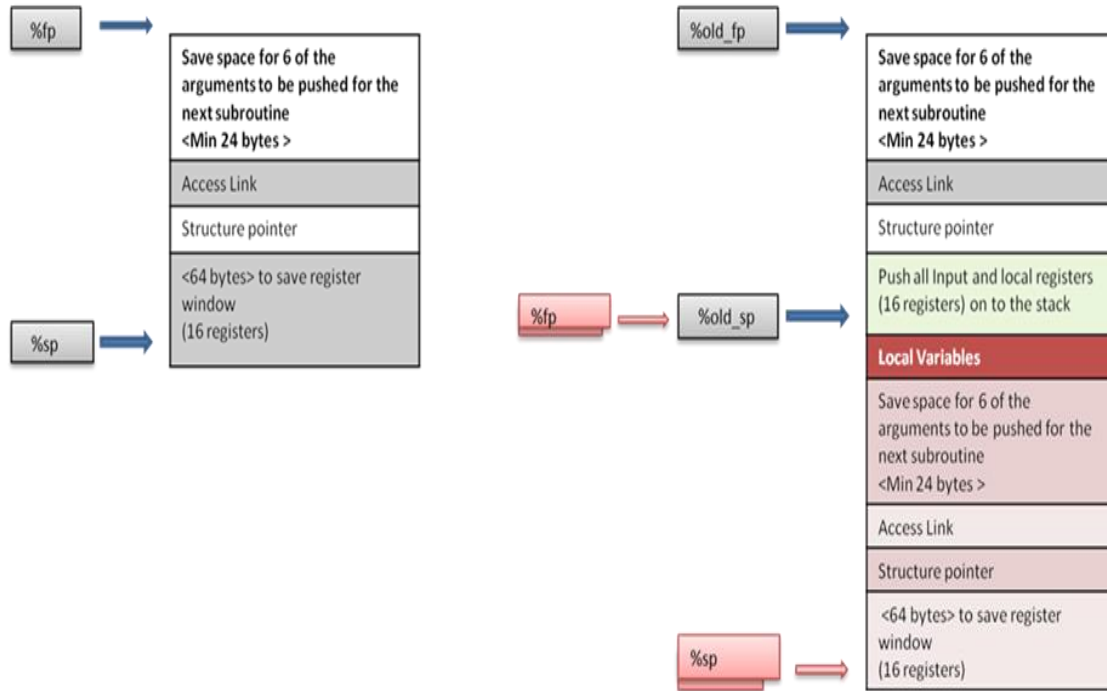 %fp
Save space for 6 of the
arguments to be pushed for the
next subroutine
<Min 24 bytes >
Access Link
Structure pointer
<64 bytes> to save register
window
(16 registers)
%sp
%old_fp
Save space for 6 of the
arguments to be pushed for the
next subroutine
<Min 24 bytes >
Access Link
Structure pointer
Push all Input and local registers
(16 registers) on to the stack
%fp
%old_sp
Local Variables
Save space for 6 of the
arguments to be pushed for the
next subroutine
<Min 24 bytes >
Access Link
Structure pointer
<64 bytes> to save register
window
(16 registers)
%sp